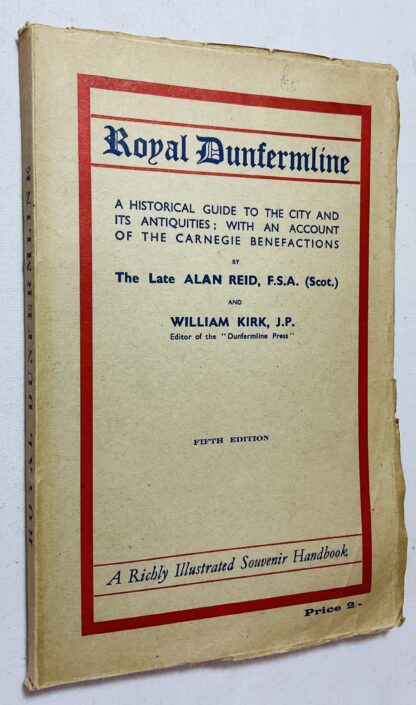 Royal Dunfermline
A HISTORICAL GUIDE TO THE CITY AND
ITS ANTIQUITIES; WITH AN ACCOUNT
OF THE CARNEGIE BENEFACTIONS
BY
The Late ALAN REID, F.S.A. (Scot.)
AND
WILLIAM KIRK, J.P.
Editor of the "Dunfermline Press"
FIFTH EDITION
A Richly Illustrated Souvenir Handbook
Price 2/-
ROYAL DUNFERMLINE